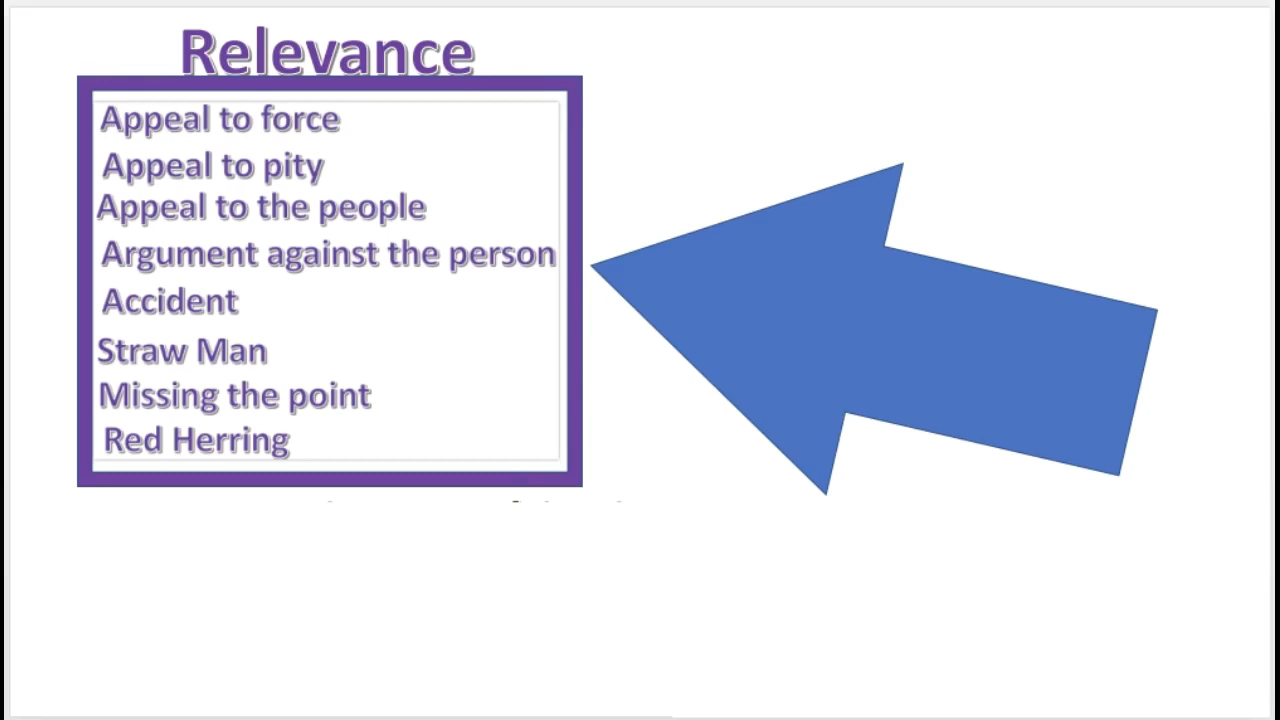 Relevance
Appeal to force
Appeal to pity
Appeal to the people
Argument against the person
Accident
Straw Man
Missing the point
Red Herring